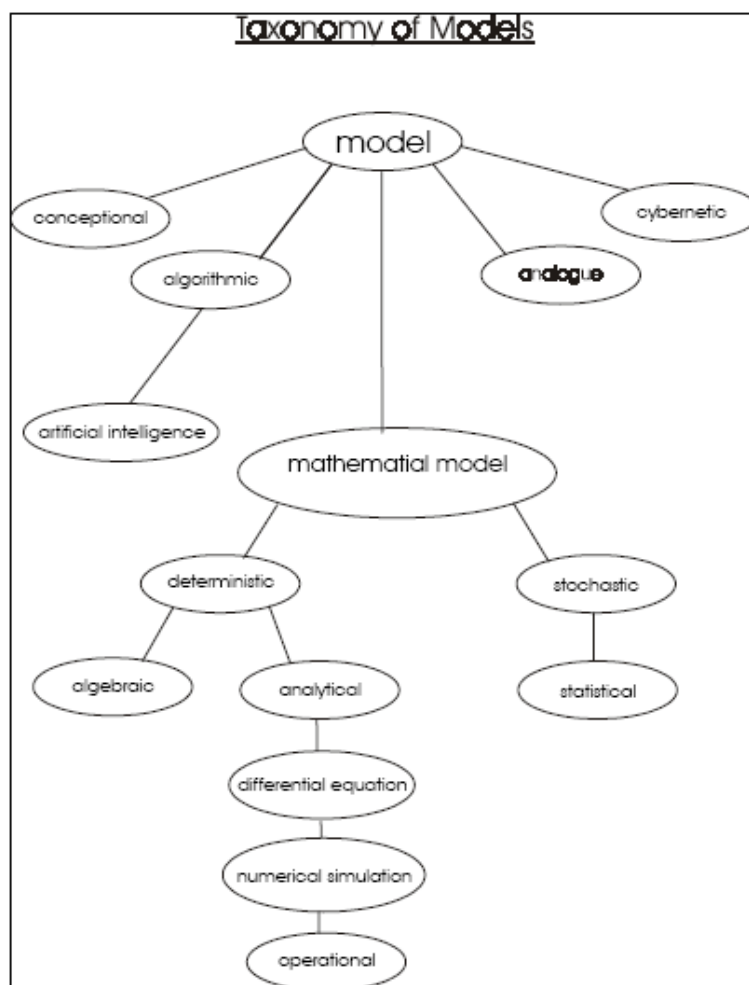 Taxonomy of Models
model
conceptional
cybernetic
algorithmic
analogue
artificial intelligence
mathematial model
deterministic
stochastic
algebraic
analytical
statistical
differential equation
numerical simulation
operational